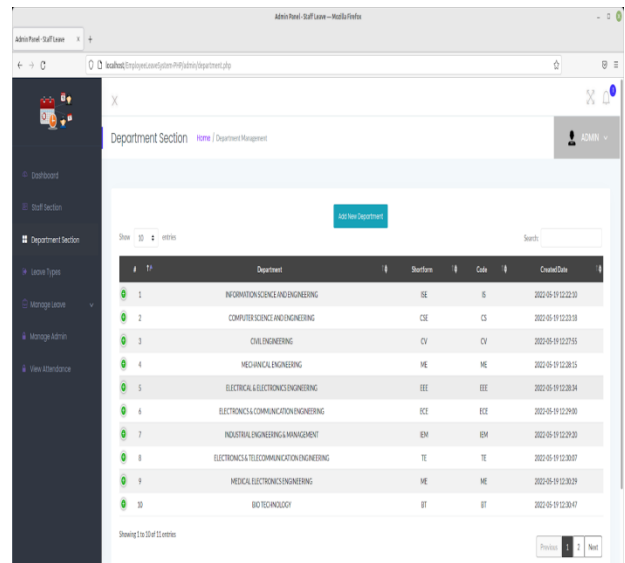 Admin Panel - Staff Leave — Mozilla Firefox
Admin Panel - Staff Leave × +
localhost/EmployeeLeaveSystem-PHP/admin/department.php
Department Section Home / Department Management ADMIN
Dashboard
Staff Section
Department Section
Leave Types
Manage Leave
Manage Admin
View Attendance
Add New Department
Show 10 entries Search:
# Department Shortform Code Created Date
1 INFORMATION SCIENCE AND ENGINEERING ISE IS 2022-05-19 12:22:10
2 COMPUTER SCIENCE AND ENGINEERING CSE CS 2022-05-19 12:23:18
3 CIVIL ENGINEERING CV CV 2022-05-19 12:27:55
4 MECHANICAL ENGINEERING ME ME 2022-05-19 12:28:15
5 ELECTRICAL & ELECTRONICS ENGINEERING EEE EEE 2022-05-19 12:28:34
6 ELECTRONICS & COMMUNICATION ENGINEERING ECE ECE 2022-05-19 12:29:00
7 INDUSTRIAL ENGINEERING & MANAGEMENT IEM IEM 2022-05-19 12:29:20
8 ELECTRONICS & TELECOMMUNICATION ENGINEERING TE TE 2022-05-19 12:30:07
9 MEDICAL ELECTRONICS ENGINEERING ME ME 2022-05-19 12:30:29
10 BIO TECHNOLOGY BT BT 2022-05-19 12:30:47
Showing 1 to 10 of 11 entries
Previous 1 2 Next